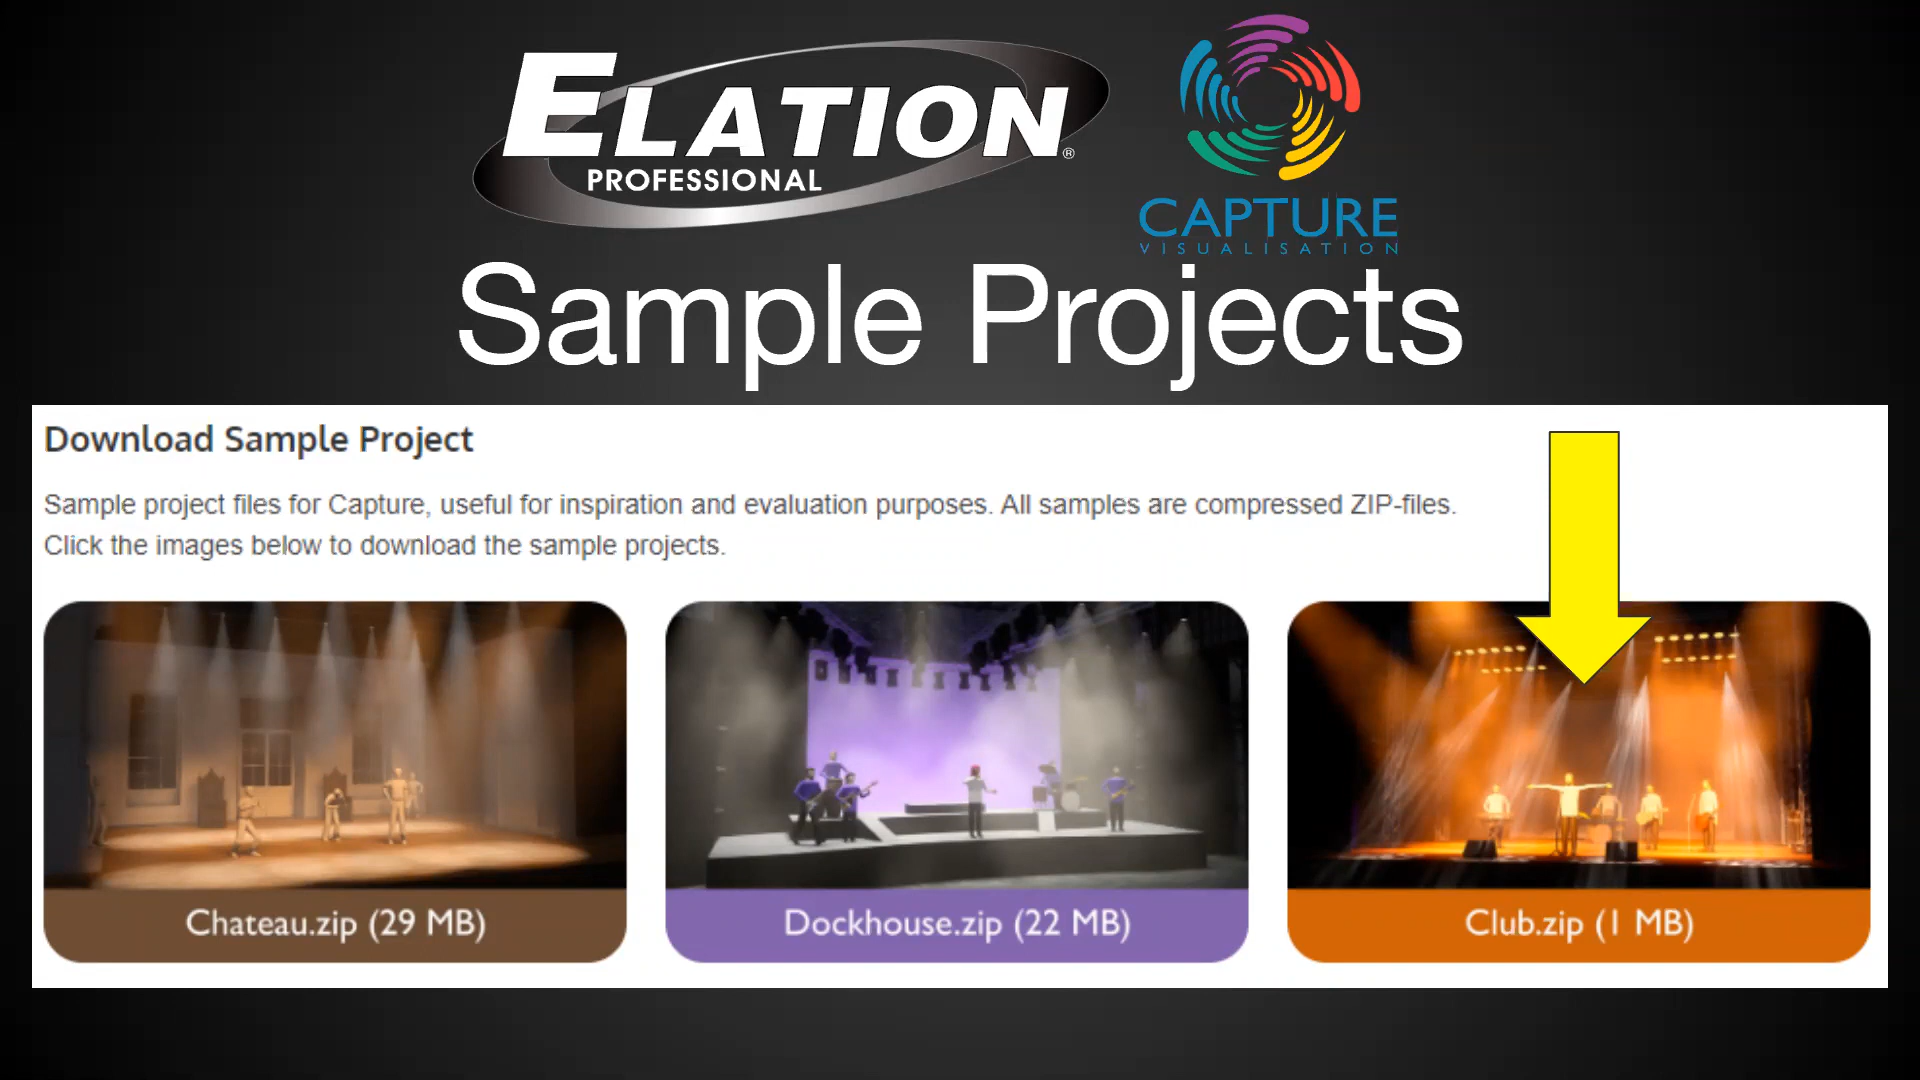 ELATION®
PROFESSIONAL
CAPTURE
VISUALISATION
Sample Projects
Download Sample Project
Sample project files for Capture, useful for inspiration and evaluation purposes. All samples are compressed ZIP-files.
Click the images below to download the sample projects.
Chateau.zip (29 MB)
Dockhouse.zip (22 MB)
Club.zip (1 MB)